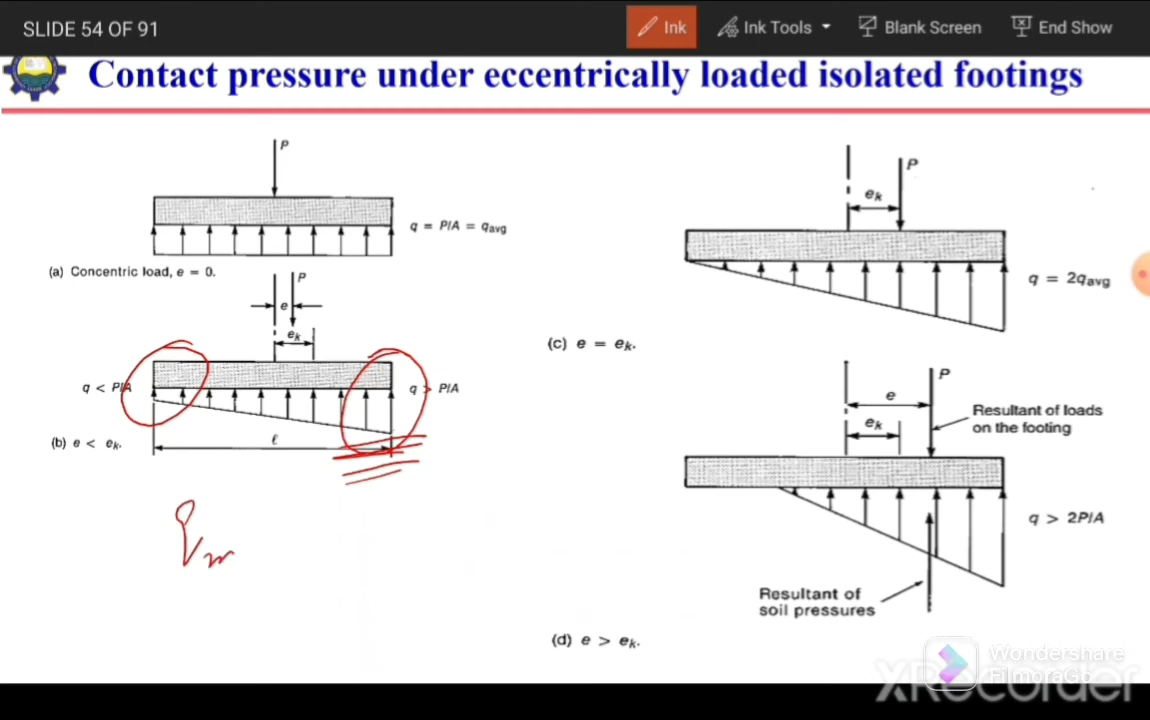 SLIDE 54 OF 91
Ink
Ink Tools
Blank Screen
End Show
Contact pressure under eccentrically loaded isolated footings
P
q = P/A = qavg
(a) Concentric load, e = 0.
P
e
ek
q < P/A
q > P/A
(b) e < ek.
ℓ
qm
P
ek
q = 2qavg
(c) e = ek.
P
e
Resultant of loads
on the footing
ek
q > 2P/A
Resultant of
soil pressures
(d) e > ek.
Wondershare
FilmoraGo
XRecorder